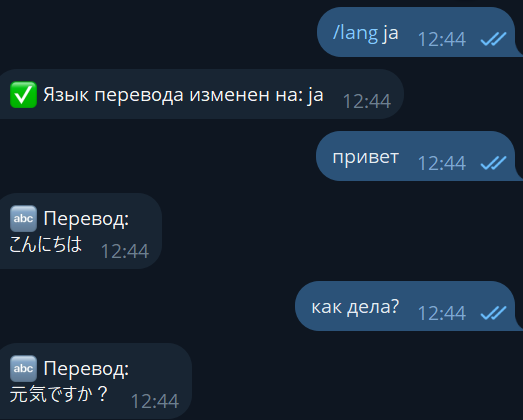 /lang ja 12:44
✅ Язык перевода изменен на: ja 12:44
привет 12:44
🔤 Перевод:
こんにちは 12:44
как дела? 12:44
🔤 Перевод:
元気ですか？ 12:44